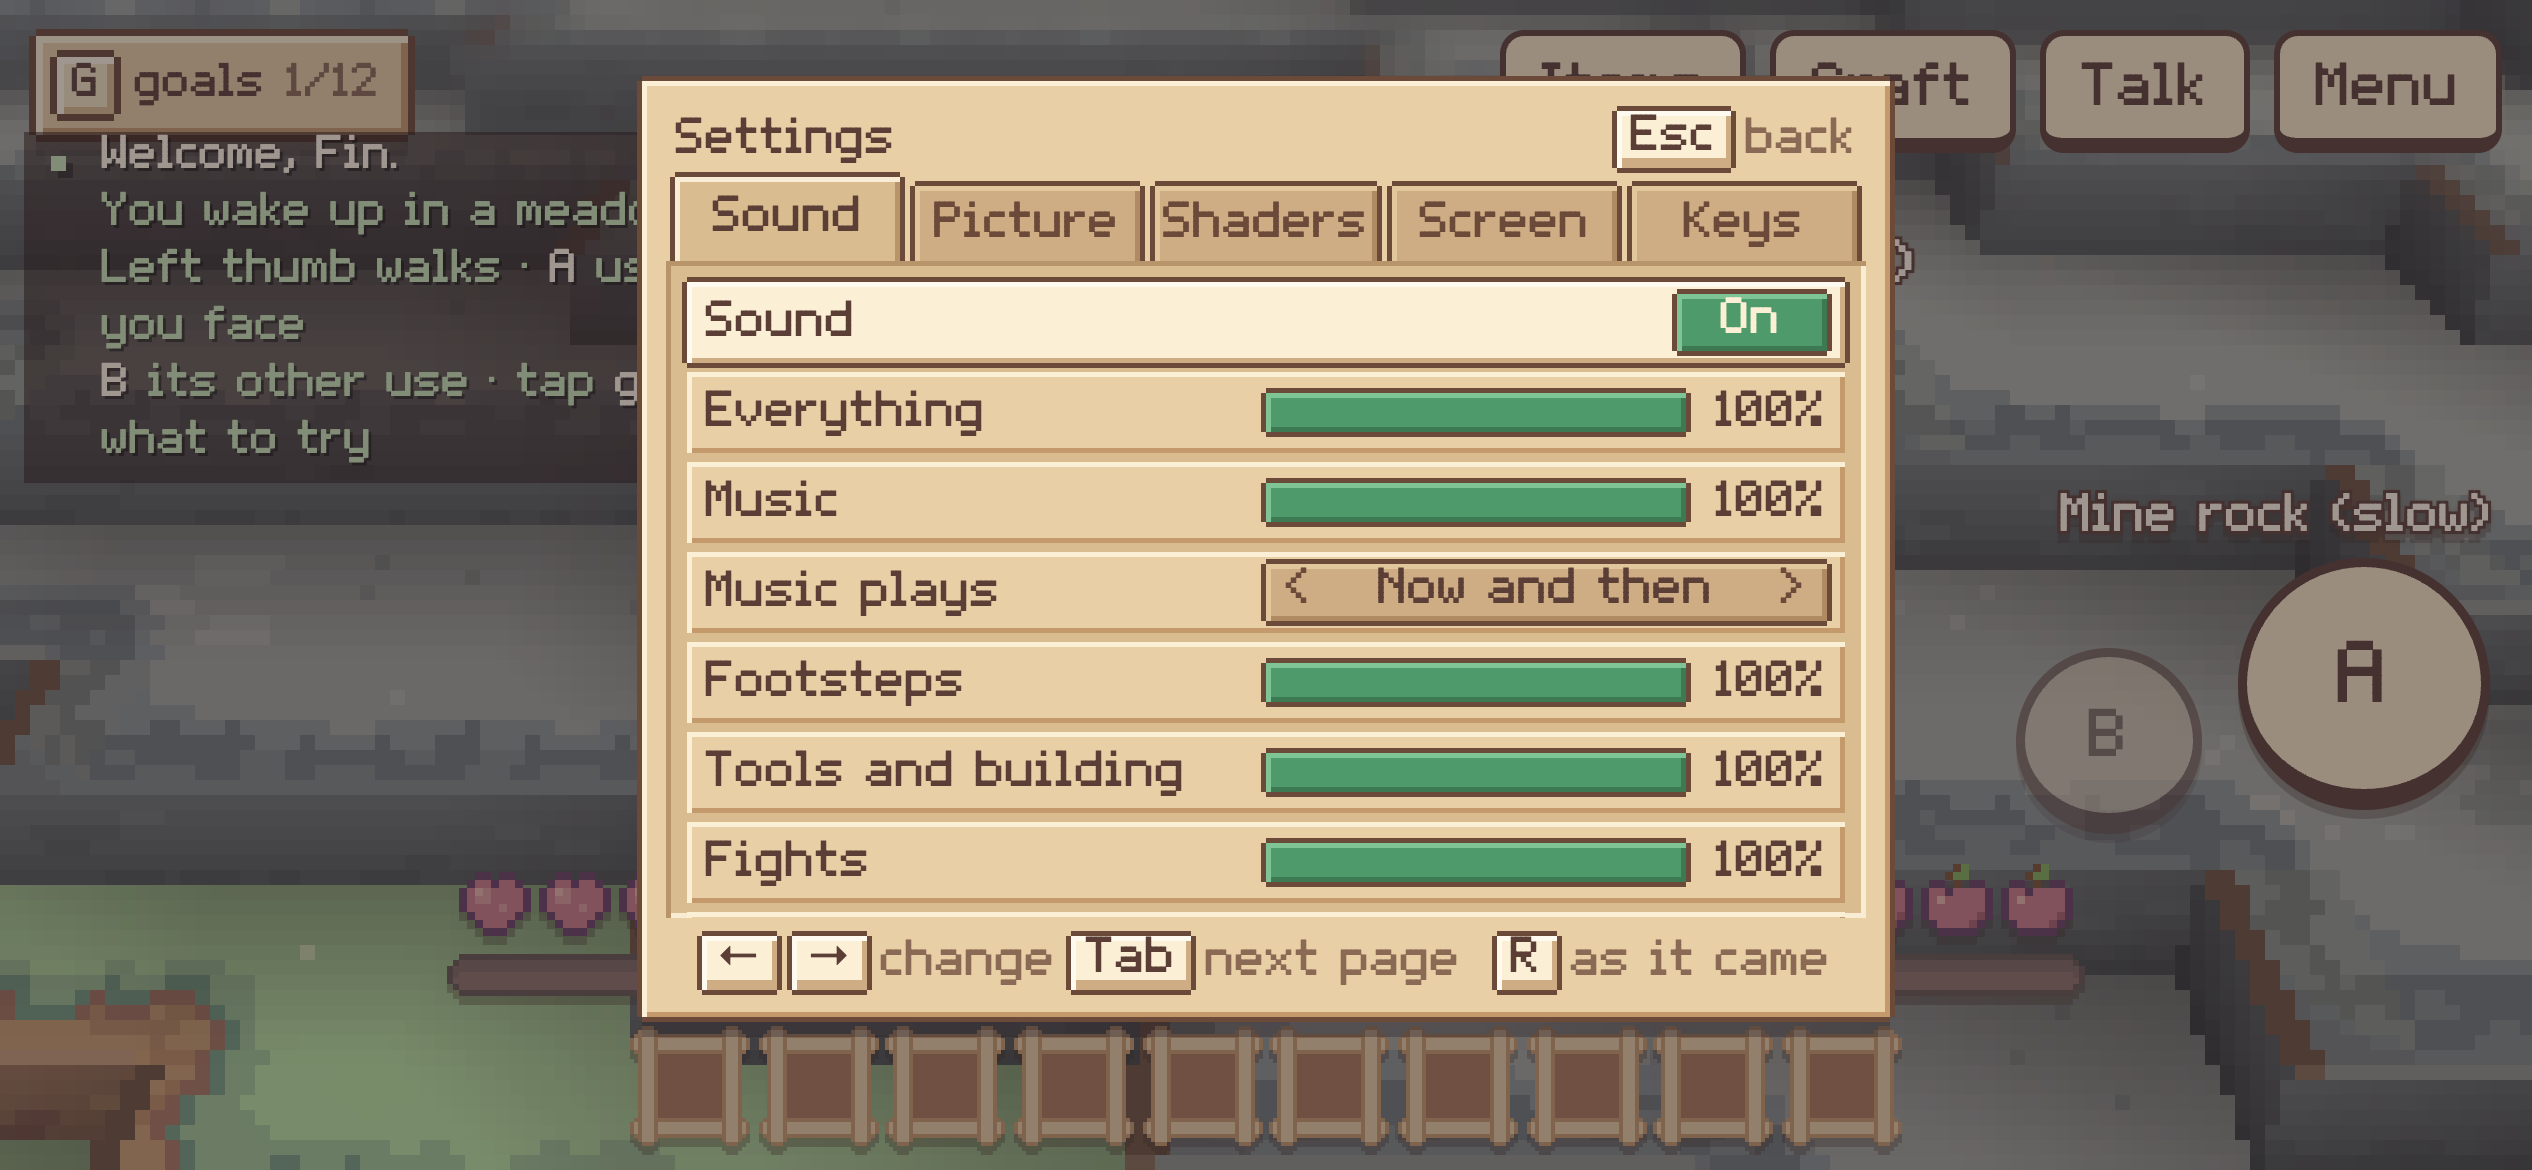 G goals 1/12
Craft
Talk
Menu
Welcome, Fin.
You wake up in a
Left thumb walks · A
you face
B its other use · tap
what to try
Settings
Esc back
Sound
Picture
Shaders
Screen
Keys
Sound On
Everything 100%
Music 100%
Music plays < Now and then >
Footsteps 100%
Tools and building 100%
Fights 100%
← → change Tab next page R as it came
Mine rock (slow)
A
B